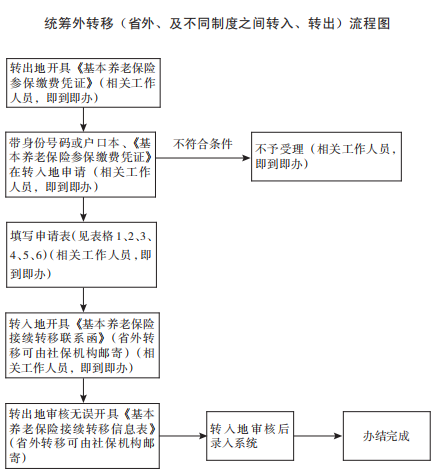 统筹外转移（省外、及不同制度之间转入、转出）流程图
转出地开具《基本养老保险
参保缴费凭证》（相关工作
人员，即到即办）
带身份号码或户口本、《基
本养老保险参保缴费凭证》
在转入地申请（相关工作
人员，即到即办）
不符合条件
不予受理（相关工作人员，
即到即办）
填写申请表(见表格1、2、3、
4、5、6)(相关工作人员,即
到即办）
转入地开具《基本养老保险
接续转移联系函》（省外转
移可由社保机构邮寄）（相
关工作人员，即到即办）
转出地审核无误开具《基本
养老保险接续转移信息表》
（省外转移可由社保机构邮
寄）
转入地审核后
录入系统
办结完成